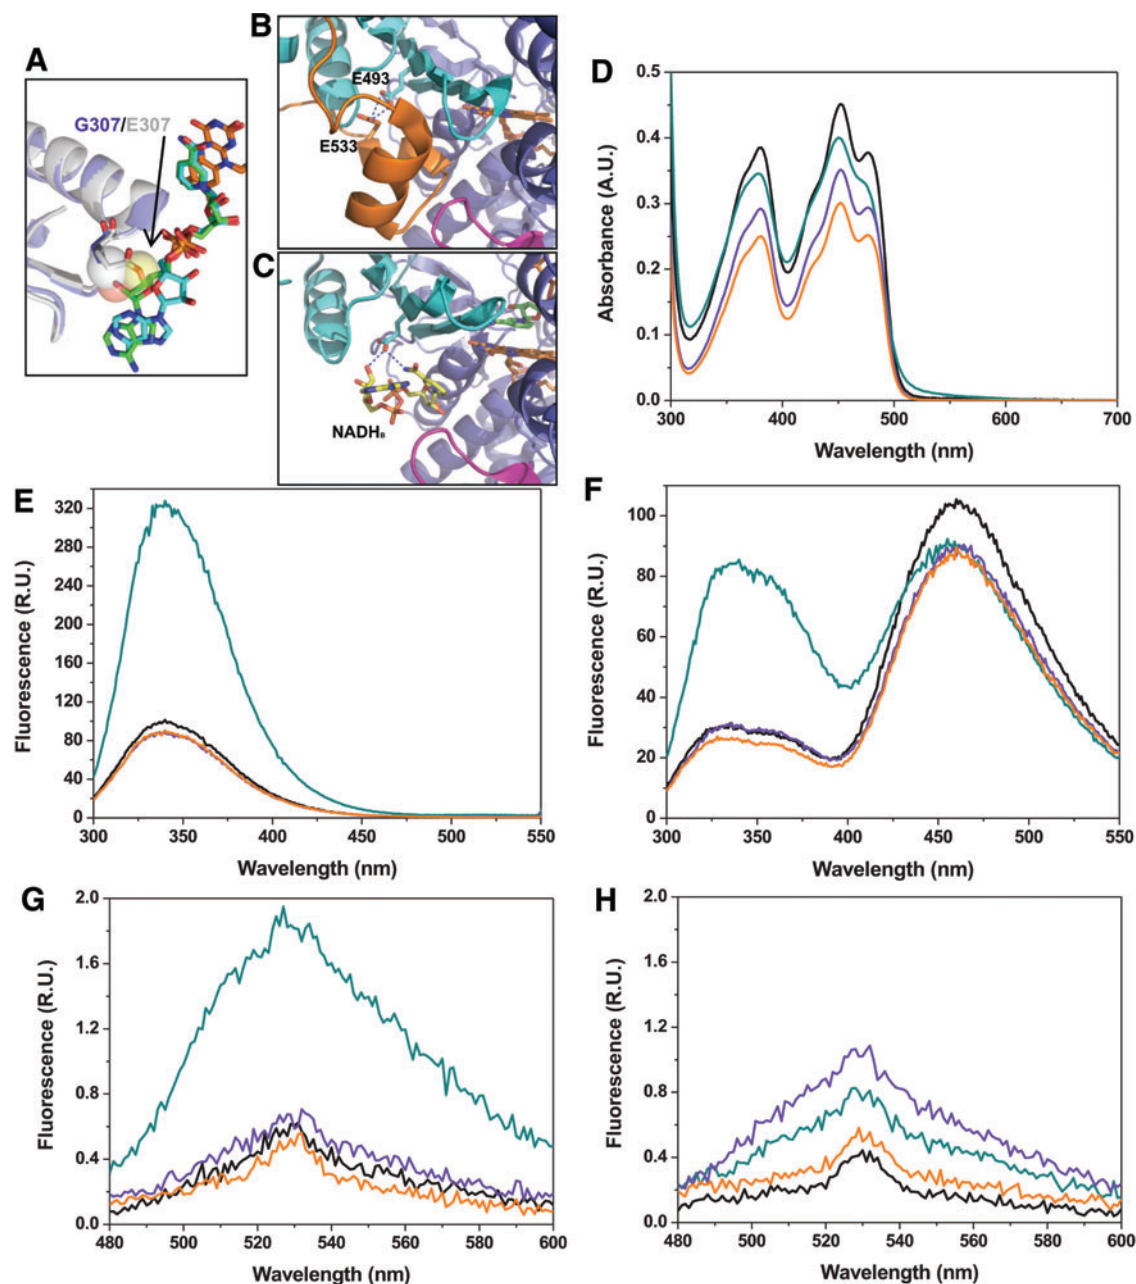 A
G307/E307
B
E493
E533
C
NADHB
D
0.5
0.4
0.3
0.2
0.1
0.0
Absorbance (A.U.)
300 400 500 600 700
Wavelength (nm)
E
320
280
240
200
160
120
80
40
0
Fluorescence (R.U.)
300 350 400 450 500 550
Wavelength (nm)
F
100
80
60
40
20
0
Fluorescence (R.U.)
300 350 400 450 500 550
Wavelength (nm)
G
2.0
1.6
1.2
0.8
0.4
0.0
Fluorescence (R.U.)
480 500 520 540 560 580 600
Wavelength (nm)
H
2.0
1.6
1.2
0.8
0.4
0.0
Fluorescence (R.U.)
480 500 520 540 560 580 600
Wavelength (nm)